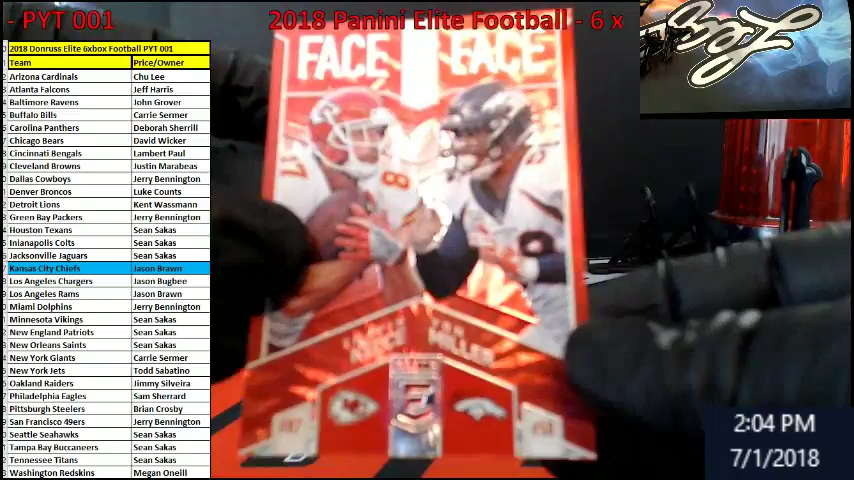 - PYT 001
2018 Panini Elite Football - 6 x
2018 Donruss Elite 6xbox Football PYT 001
Team Price/Owner
Arizona Cardinals Chu Lee
Atlanta Falcons Jeff Harris
Baltimore Ravens John Grover
Buffalo Bills Carrie Sermer
Carolina Panthers Deborah Sherrill
Chicago Bears David Wicker
Cincinnati Bengals Lambert Paul
Cleveland Browns Justin Marabeas
Dallas Cowboys Jerry Bennington
Denver Broncos Luke Counts
Detroit Lions Kent Wassmann
Green Bay Packers Jerry Bennington
Houston Texans Sean Sakas
Inianapolis Colts Sean Sakas
Jacksonville Jaguars Sean Sakas
Kansas City Chiefs Jason Brawn
Los Angeles Chargers Jason Bugbee
Los Angeles Rams Jason Brawn
Miami Dolphins Jerry Bennington
Minnesota Vikings Sean Sakas
New England Patriots Sean Sakas
New Orleans Saints Sean Sakas
New York Giants Carrie Sermer
New York Jets Todd Sabatino
Oakland Raiders Jimmy Silveira
Philadelphia Eagles Sam Sherrard
Pittsburgh Steelers Brian Crosby
San Francisco 49ers Jerry Bennington
Seattle Seahawks Sean Sakas
Tampa Bay Buccaneers Sean Sakas
Tennessee Titans Sean Sakas
Washington Redskins Megan Oneill
FACE FACE
MILLER
2:04 PM
7/1/2018